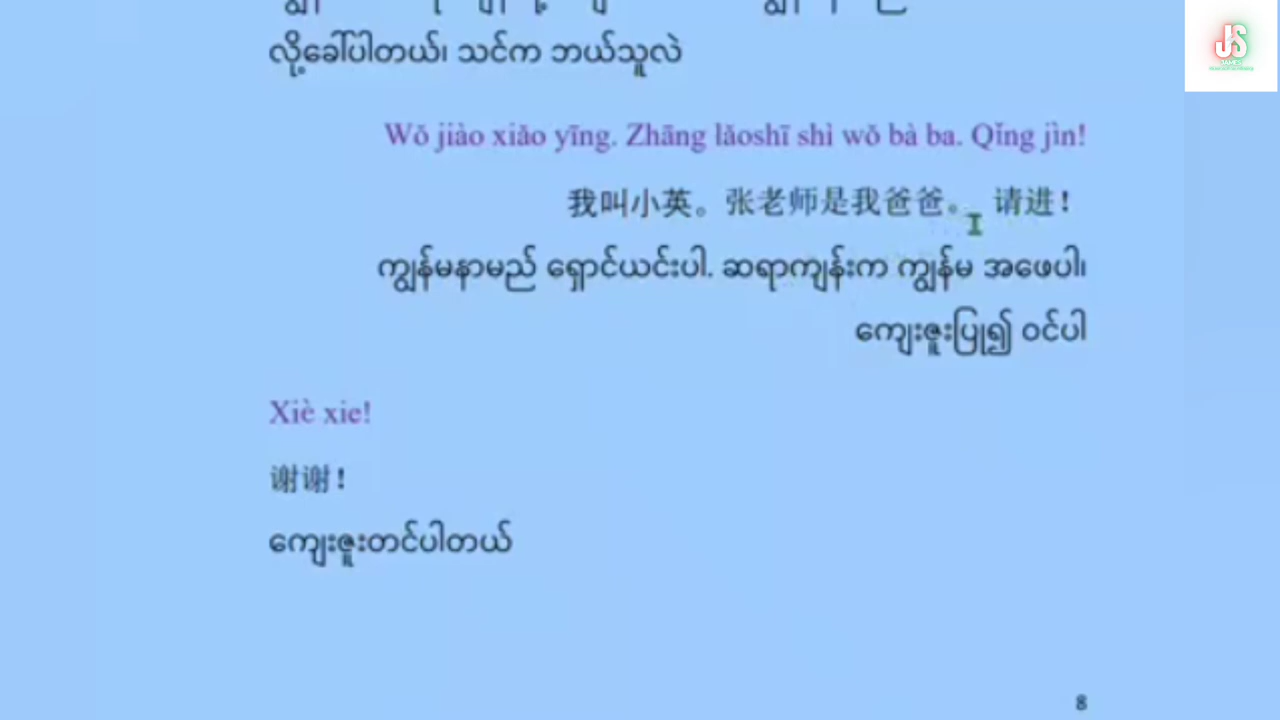 လို့ခေါ်ပါတယ်၊ သင်က ဘယ်သူလဲ
JS
Wǒ jiào xiǎo yīng. Zhāng lǎoshī shì wǒ bà ba. Qǐng jìn!
我叫小英。张老师是我爸爸。 请进!
ကျွန်မနာမည် ရှောင်ယင်းပါ. ဆရာကျန်းက ကျွန်မ အဖေပါ၊
ကျေးဇူးပြု၍ ဝင်ပါ
Xiè xie!
谢谢!
ကျေးဇူးတင်ပါတယ်
8